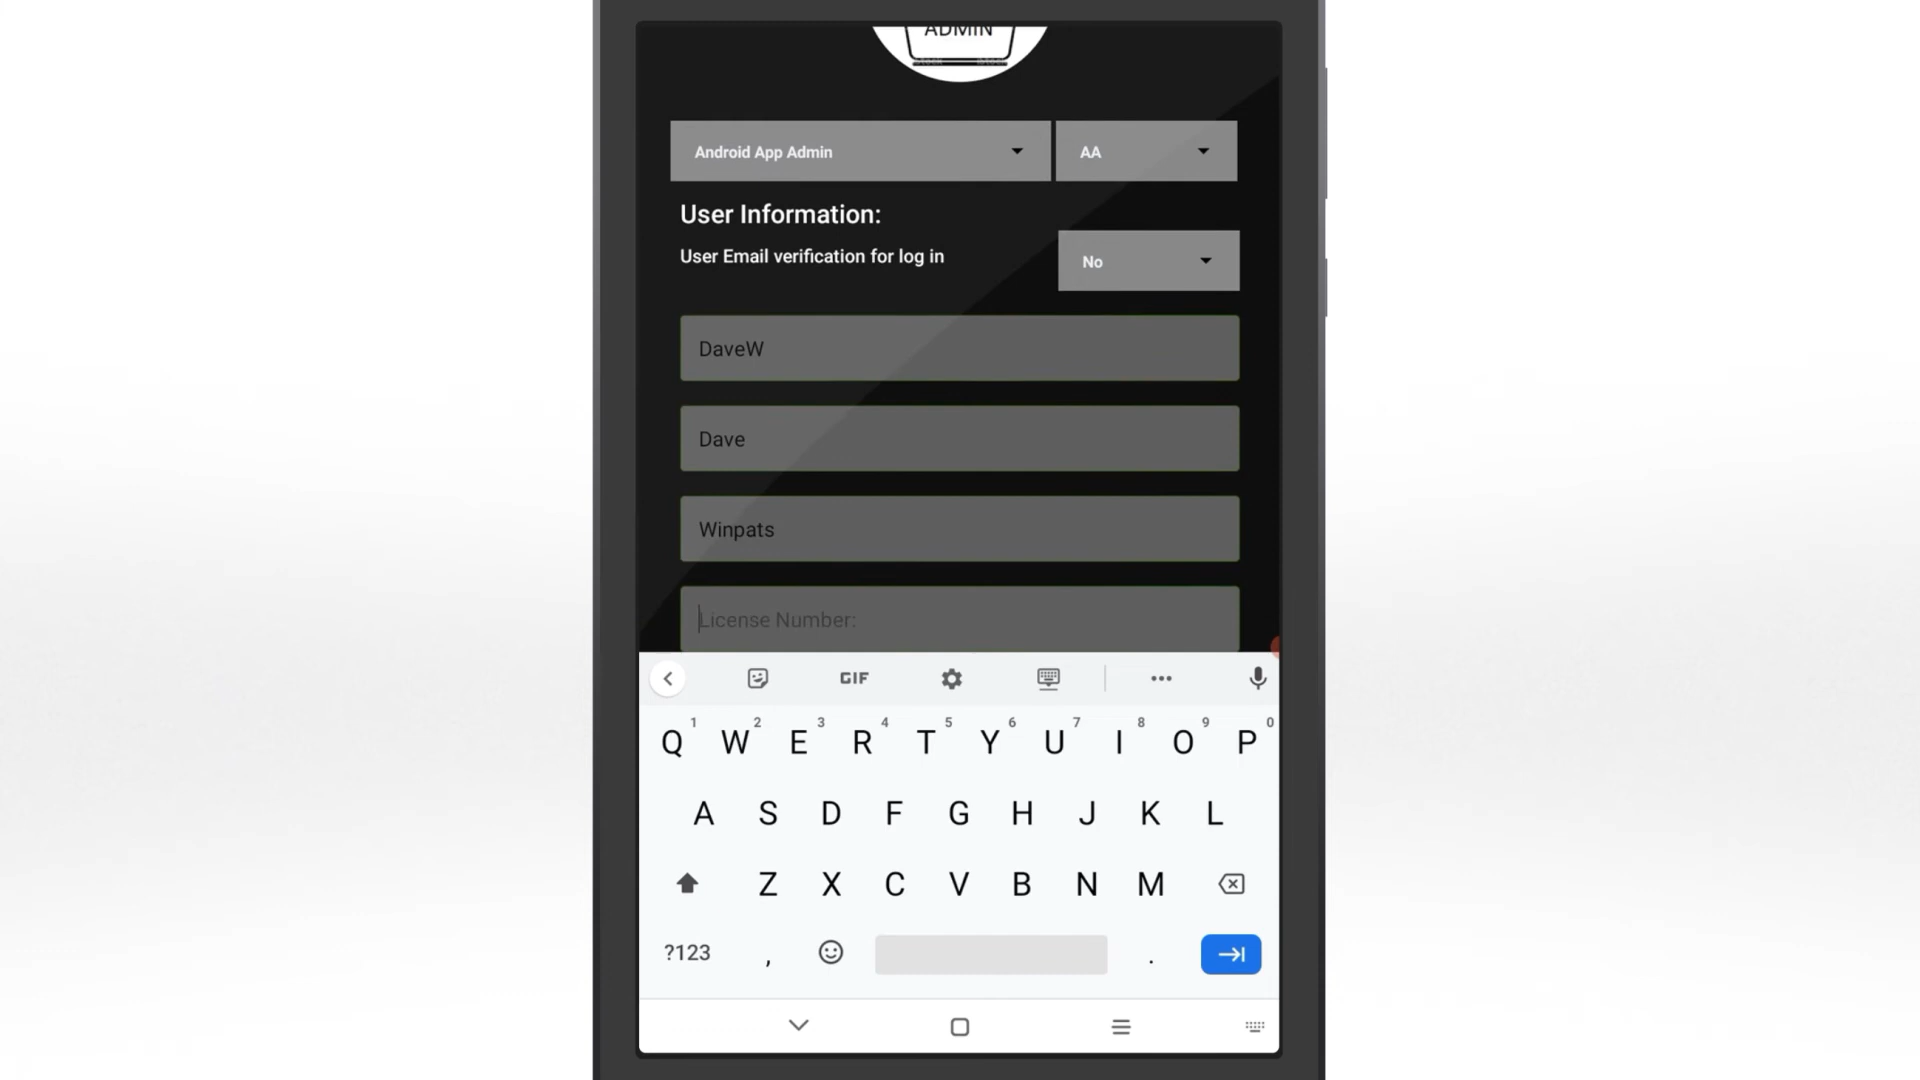 ADMIN
Android App Admin
AA
User Information:
User Email verification for log in
No
DaveW
Dave
Winpats
License Number:
GIF
1 2 3 4 5 6 7 8 9 0
Q W E R T Y U I O P
A S D F G H J K L
Z X C V B N M
?123 , .